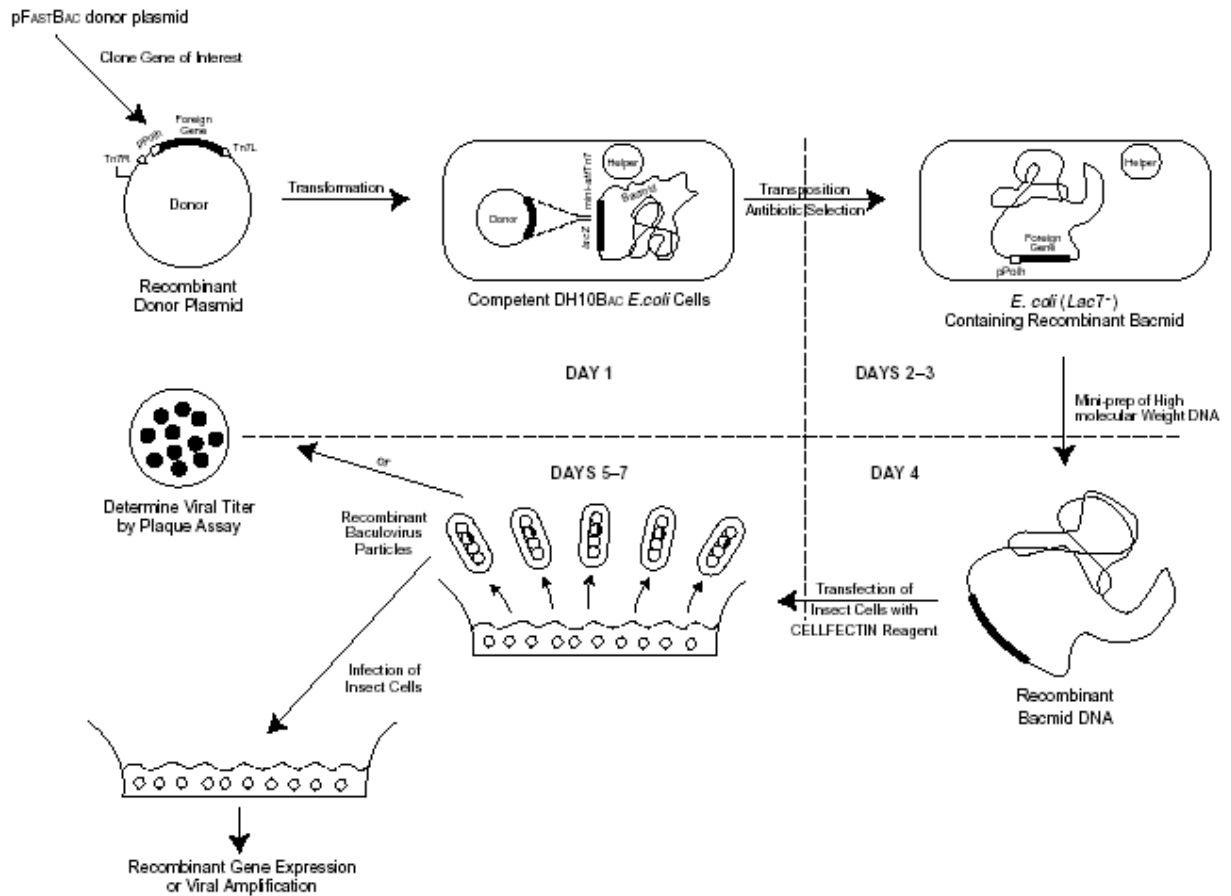 pFASTBAC donor plasmid
Clone Gene of Interest
Foreign
Gene
pPolh
Tn7R
Tn7L
Donor
Recombinant
Donor Plasmid
Transformation
Helper
Donor
lacZ
mini-attTn7
Bacmid
Competent DH10BAC E.coli Cells
Transposition
Antibiotic Selection
Helper
Foreign
Gene
pPolh
E. coli (Lac7-)
Containing Recombinant Bacmid
DAY 1
DAYS 2–3
Mini-prep of High
molecular Weight DNA
DAYS 5–7
DAY 4
or
Determine Viral Titer
by Plaque Assay
Recombinant
Baculovirus
Particles
Transfection of
Insect Cells with
CELLFECTIN Reagent
Recombinant
Bacmid DNA
Infection of
Insect Cells
Recombinant Gene Expression
or Viral Amplification